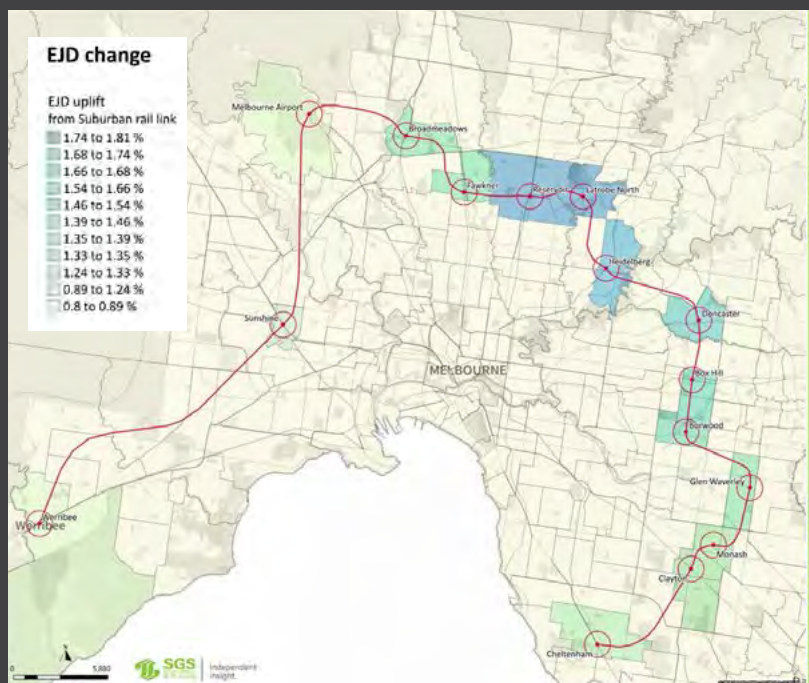 EJD change
EJD uplift
from Suburban rail link
1.74 to 1.81 %
1.68 to 1.74 %
1.66 to 1.68 %
1.54 to 1.66 %
1.46 to 1.54 %
1.39 to 1.46 %
1.35 to 1.39 %
1.33 to 1.35 %
1.24 to 1.33 %
0.89 to 1.24 %
0.8 to 0.89 %
Melbourne Airport
Broadmeadows
Fawkner
Reservoir
Latrobe North
Heidelberg
Doncaster
Sunshine
MELBOURNE
Box Hill
Burwood
Glen Waverley
Werribee
Werribee
Monash
Clayton
Cheltenham
N
0
5,880
SGS
Independent
insight.